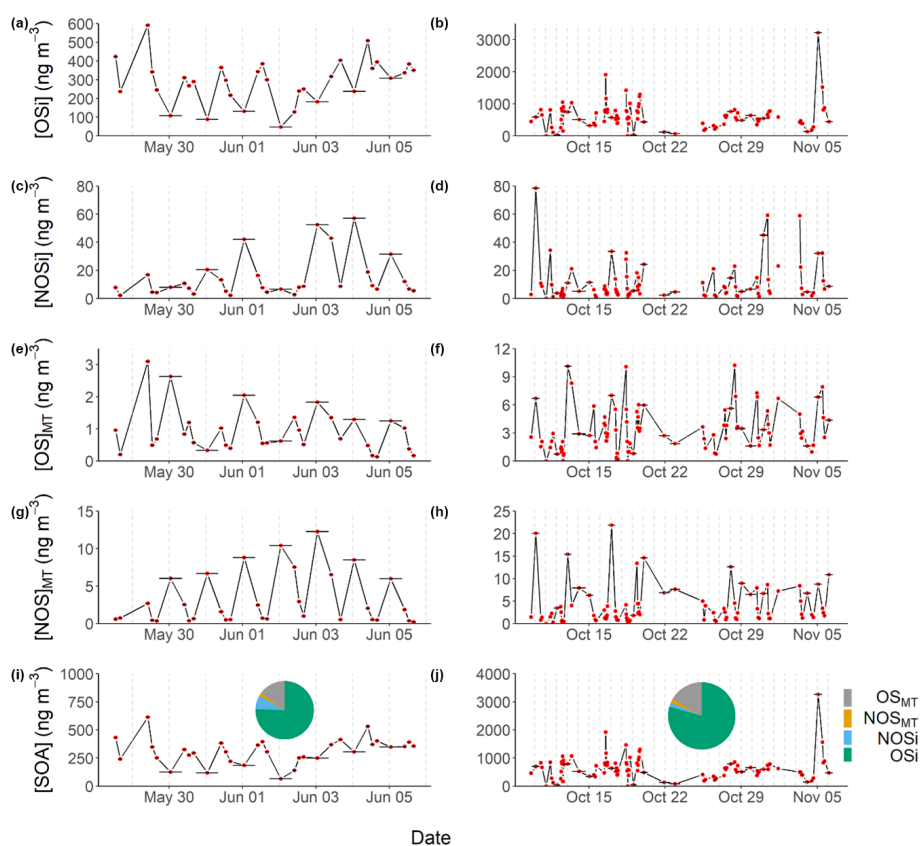 (a)
[OSi] (ng m⁻³)
600
500
400
300
200
100
0
May 30
Jun 01
Jun 03
Jun 05
(b)
3000
2000
1000
0
Oct 15
Oct 22
Oct 29
Nov 05
(c)
[NOSi] (ng m⁻³)
80
60
40
20
0
May 30
Jun 01
Jun 03
Jun 05
(d)
80
60
40
20
0
Oct 15
Oct 22
Oct 29
Nov 05
(e)
[OS]MT (ng m⁻³)
3
2
1
0
May 30
Jun 01
Jun 03
Jun 05
(f)
12
9
6
3
0
Oct 15
Oct 22
Oct 29
Nov 05
(g)
[NOS]MT (ng m⁻³)
15
10
5
0
May 30
Jun 01
Jun 03
Jun 05
(h)
25
20
15
10
5
0
Oct 15
Oct 22
Oct 29
Nov 05
(i)
[SOA] (ng m⁻³)
1000
750
500
250
0
May 30
Jun 01
Jun 03
Jun 05
(j)
4000
3000
2000
1000
0
Oct 15
Oct 22
Oct 29
Nov 05
OSMT
NOSMT
NOSi
OSi
Date